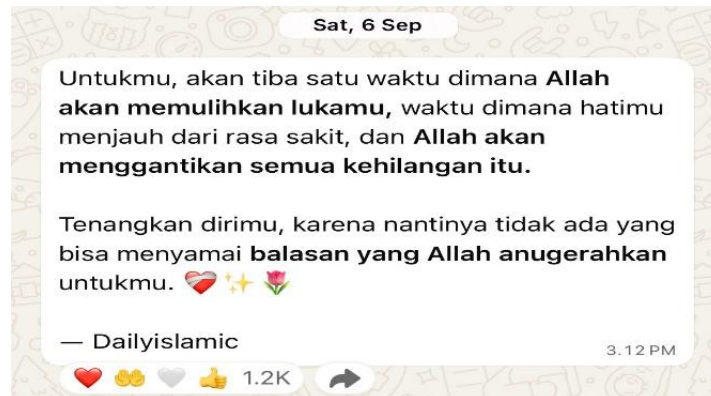 Sat, 6 Sep
Untukmu, akan tiba satu waktu dimana Allah
akan memulihkan lukamu, waktu dimana hatimu
menjauh dari rasa sakit, dan Allah akan
menggantikan semua kehilangan itu.
Tenangkan dirimu, karena nantinya tidak ada yang
bisa menyamai balasan yang Allah anugerahkan
untukmu. ❤️‍🩹✨🌷
— Dailyislamic
3.12 PM
❤️ 🤲 🤍 👍 1.2K